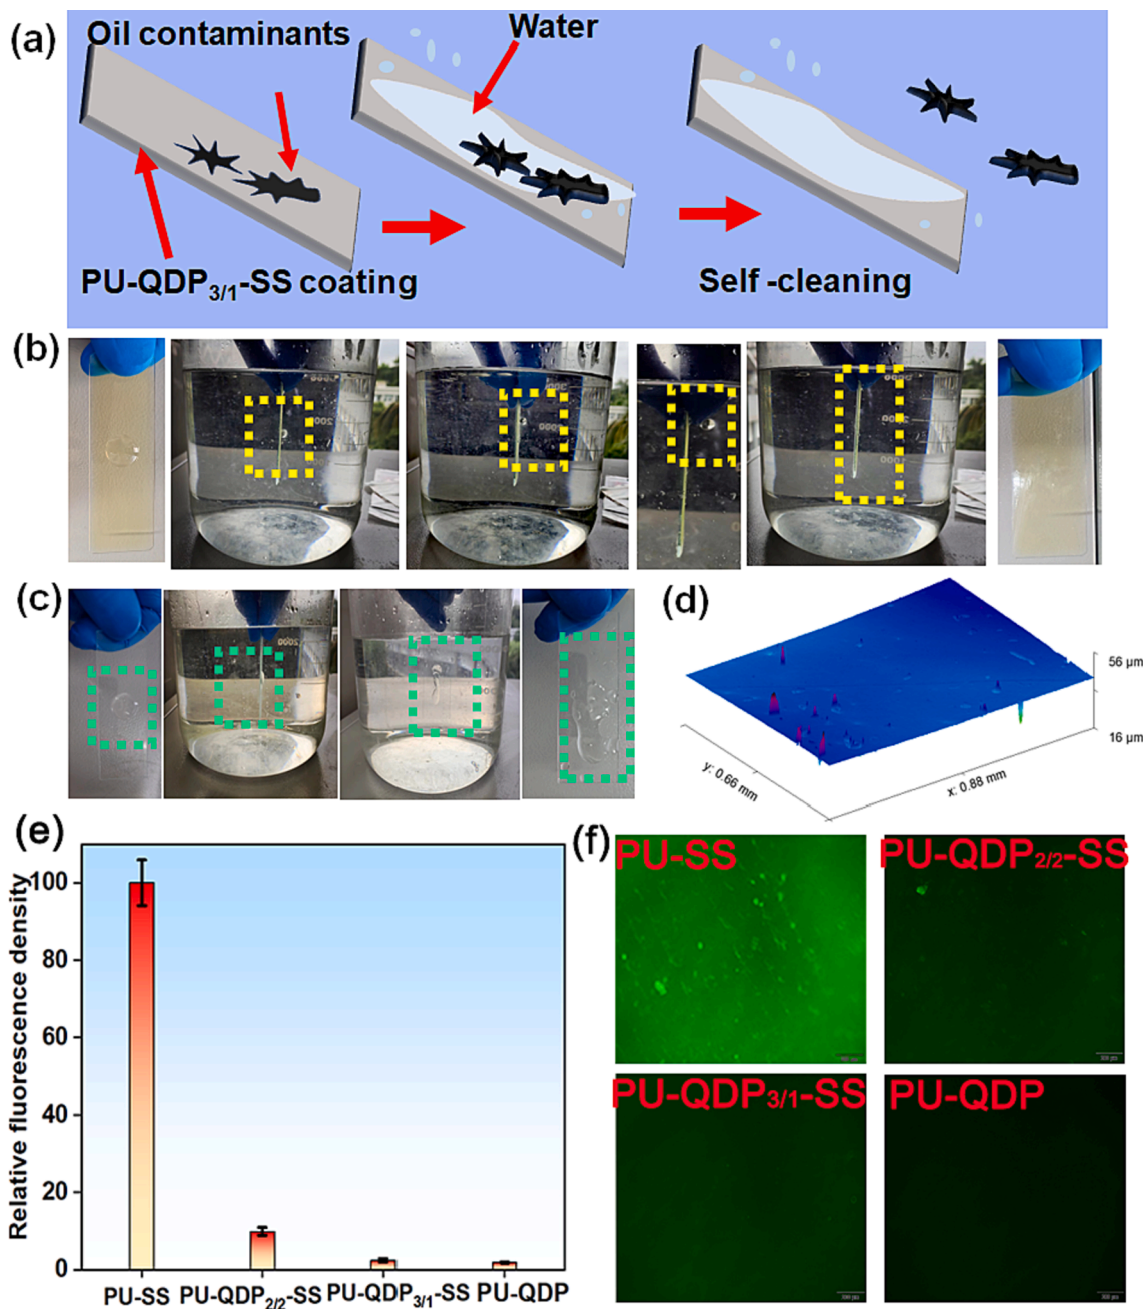 (a)
Oil contaminants
Water
PU-QDP3/1-SS coating
Self -cleaning
(b)
(c)
2000
(d)
56 µm
16 µm
y: 0.66 mm
x: 0.88 mm
(e)
Relative fluorescence density
100
80
60
40
20
0
PU-SS
PU-QDP2/2-SS
PU-QDP3/1-SS
PU-QDP
(f)
PU-SS
PU-QDP2/2-SS
PU-QDP3/1-SS
PU-QDP